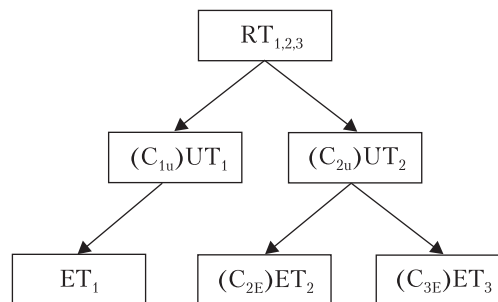 RT₁,₂,₃
(C₁ᵤ)UT₁
(C₂ᵤ)UT₂
ET₁
(C₂E)ET₂
(C₃E)ET₃